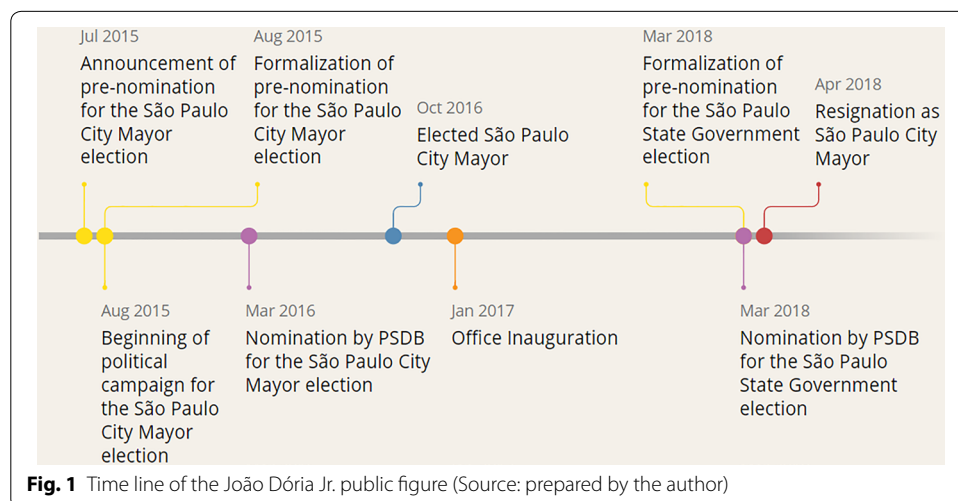 Jul 2015
Announcement of
pre-nomination
for the São Paulo
City Mayor
election
Aug 2015
Formalization of
pre-nomination
for the São Paulo
City Mayor
election
Oct 2016
Elected São Paulo
City Mayor
Mar 2018
Formalization of
pre-nomination
for the São Paulo
State Government
election
Apr 2018
Resignation as
São Paulo City
Mayor
Aug 2015
Beginning of
political
campaign for
the São Paulo
City Mayor
election
Mar 2016
Nomination by PSDB
for the São Paulo City
Mayor election
Jan 2017
Office Inauguration
Mar 2018
Nomination by PSDB
for the São Paulo
State Government
election
Fig. 1 Time line of the João Dória Jr. public figure (Source: prepared by the author)